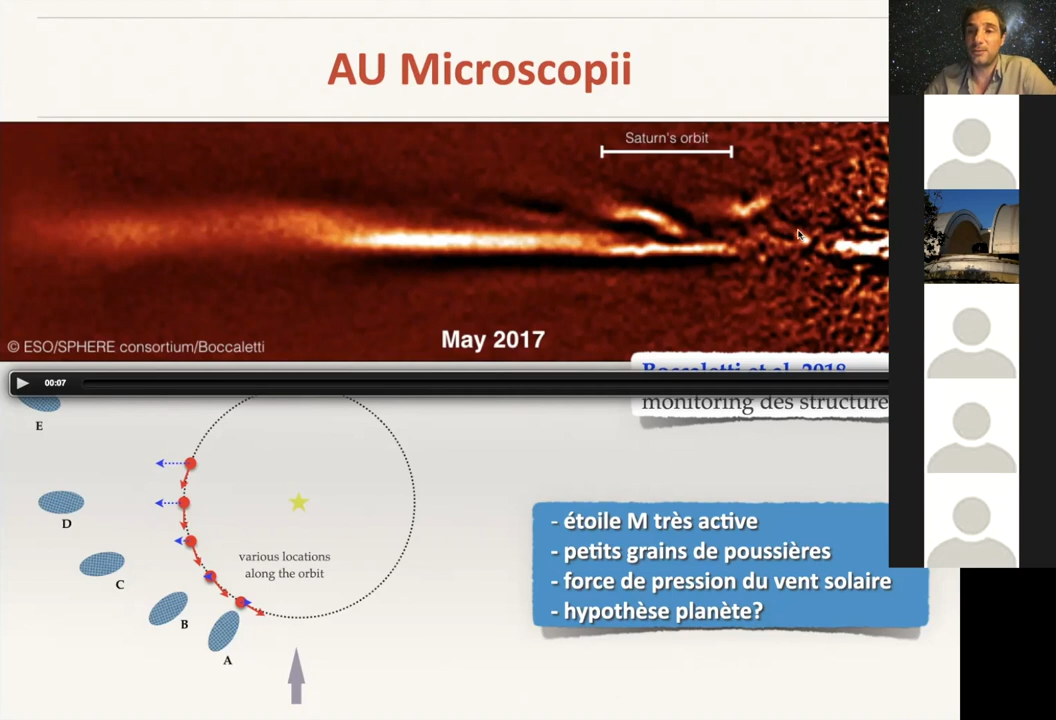 AU Microscopii
Saturn's orbit
May 2017
© ESO/SPHERE consortium/Boccaletti
Boccaletti et al. 2018
00:07
monitoring des structure
E
D
various locations
along the orbit
C
B
A
- étoile M très active
- petits grains de poussières
- force de pression du vent solaire
- hypothèse planète?